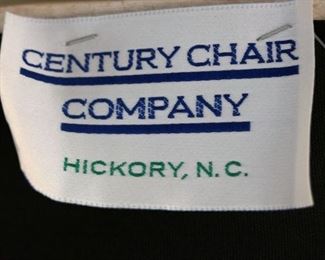 CENTURY CHAIR
COMPANY
HICKORY, N.C.